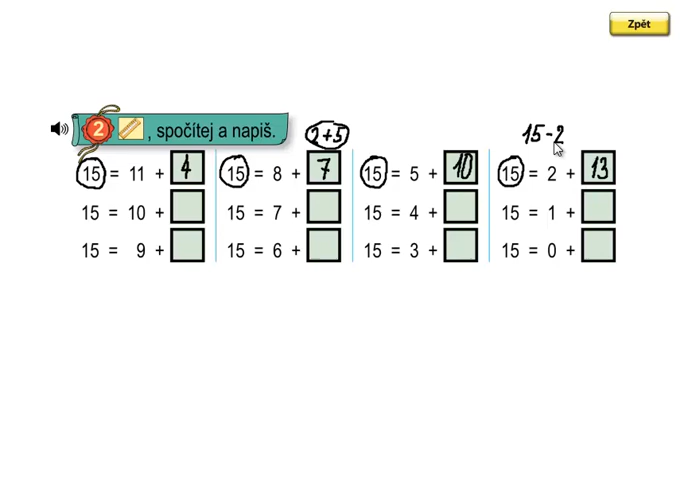 Zpět
2 , spočítej a napiš. 2+5 15-2
15 = 11 + 4 15 = 8 + 7 15 = 5 + 10 15 = 2 + 13
15 = 10 + 15 = 7 + 15 = 4 + 15 = 1 +
15 = 9 + 15 = 6 + 15 = 3 + 15 = 0 +